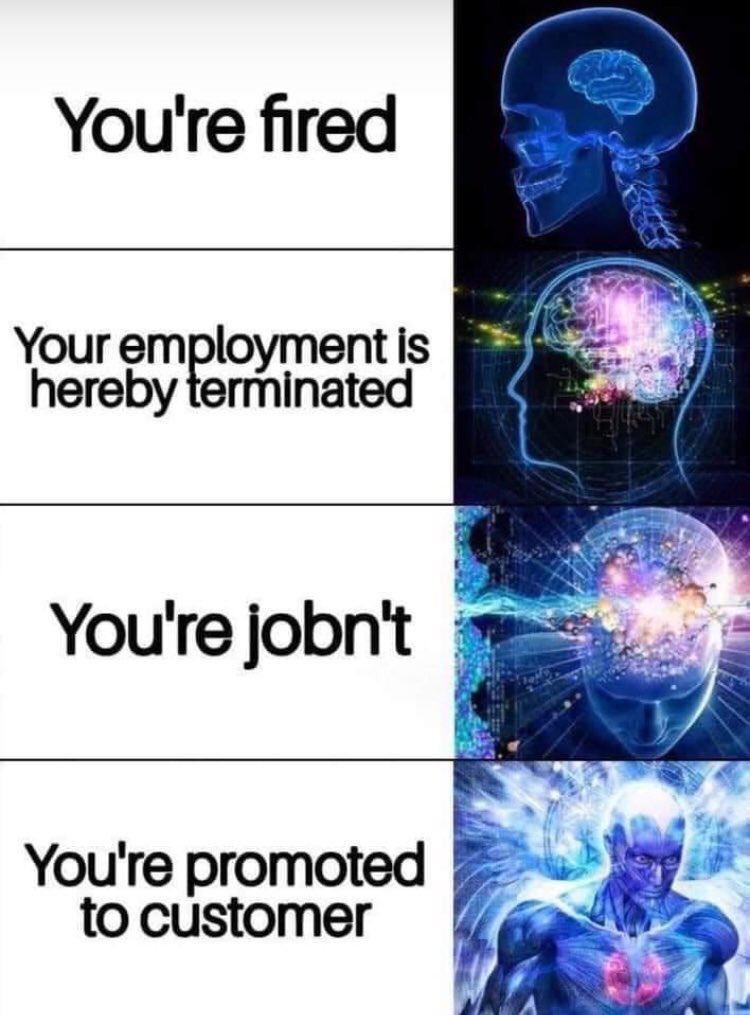 You're fired
Your employment is
hereby terminated
You're jobn't
You're promoted
to customer